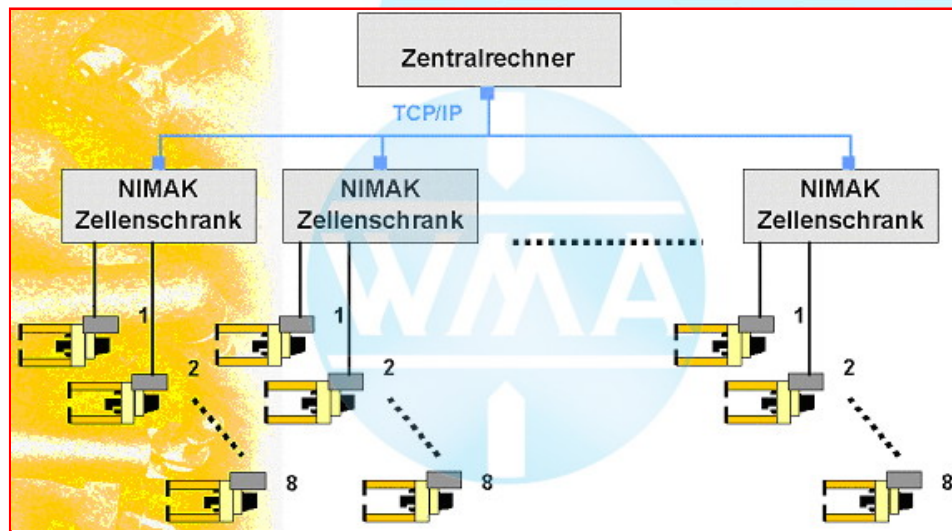 Zentralrechner
TCP/IP
NIMAK
Zellenschrank
NIMAK
Zellenschrank
NIMAK
Zellenschrank
WMA
1
1
1
2
2
2
8
8
8